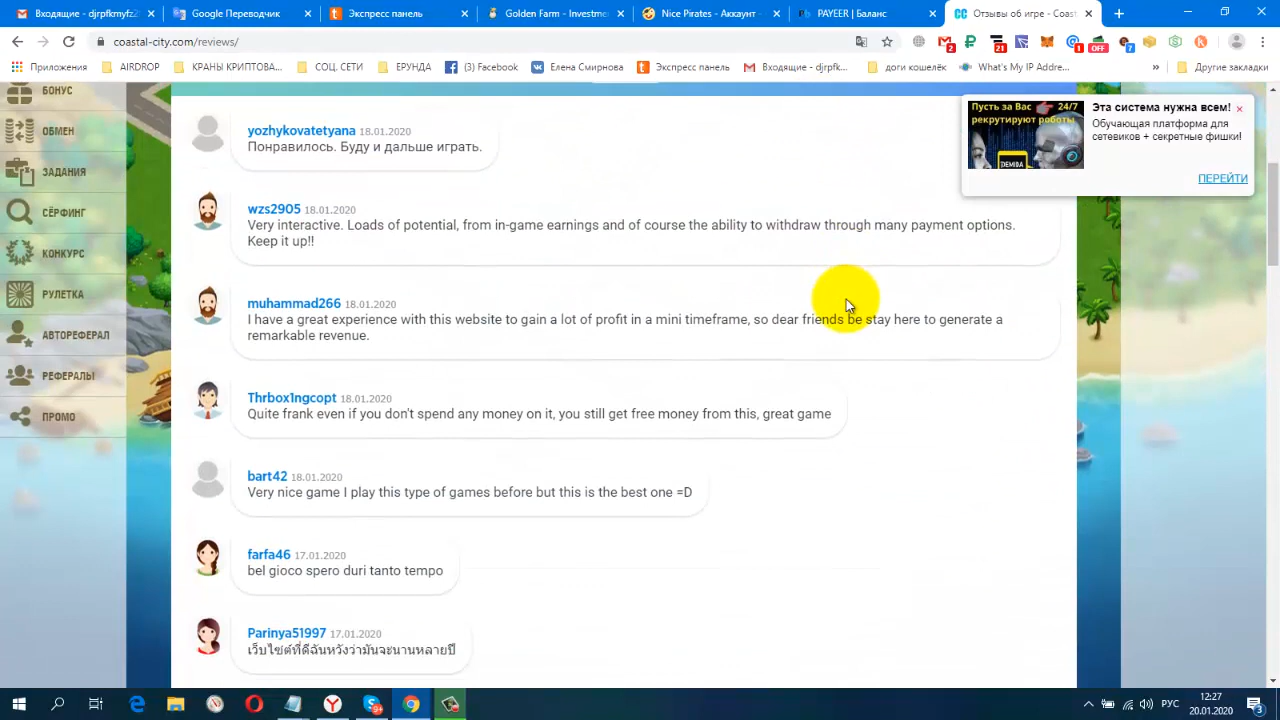 Входящие - djrpfkmyfz2
Google Переводчик
Экспресс панель
Golden Farm - Investme
Nice Pirates - Аккаунт -
PAYEER | Баланс
Отзывы об игре - Coasta
coastal-city.com/reviews/
2
21
1
OFF
7
Приложения
AIRDROP
КРАНЫ КРИПТОВА...
СОЦ. СЕТИ
ЕРУНДА
(3) Facebook
Елена Смирнова
Экспресс панель
Входящие - djrpfk...
доги кошелёк
What's My IP Addre...
»
Другие закладки
БОНУС
ОБМЕН
ЗАДАНИЯ
СЁРФИНГ
КОНКУРС
РУЛЕТКА
АВТОРЕФЕРАЛ
РЕФЕРАЛЫ
ПРОМО
Пусть за Вас 24/7
рекрутируют роботы
DEMIDA
Эта система нужна всем!
Обучающая платформа для
сетевиков + секретные фишки!
ПЕРЕЙТИ
yozhykovatetyana 18.01.2020
Понравилось. Буду и дальше играть.
wzs2905 18.01.2020
Very interactive. Loads of potential, from in-game earnings and of course the ability to withdraw through many payment options.
Keep it up!!
muhammad266 18.01.2020
I have a great experience with this website to gain a lot of profit in a mini timeframe, so dear friends be stay here to generate a
remarkable revenue.
Thrbox1ngcopt 18.01.2020
Quite frank even if you don't spend any money on it, you still get free money from this, great game
bart42 18.01.2020
Very nice game I play this type of games before but this is the best one =D
farfa46 17.01.2020
bel gioco spero duri tanto tempo
Parinya51997 17.01.2020
เว็บไซต์ที่ดีฉันหวังว่ามันจะนานหลายปี
9+
РУС
12:27
20.01.2020
3